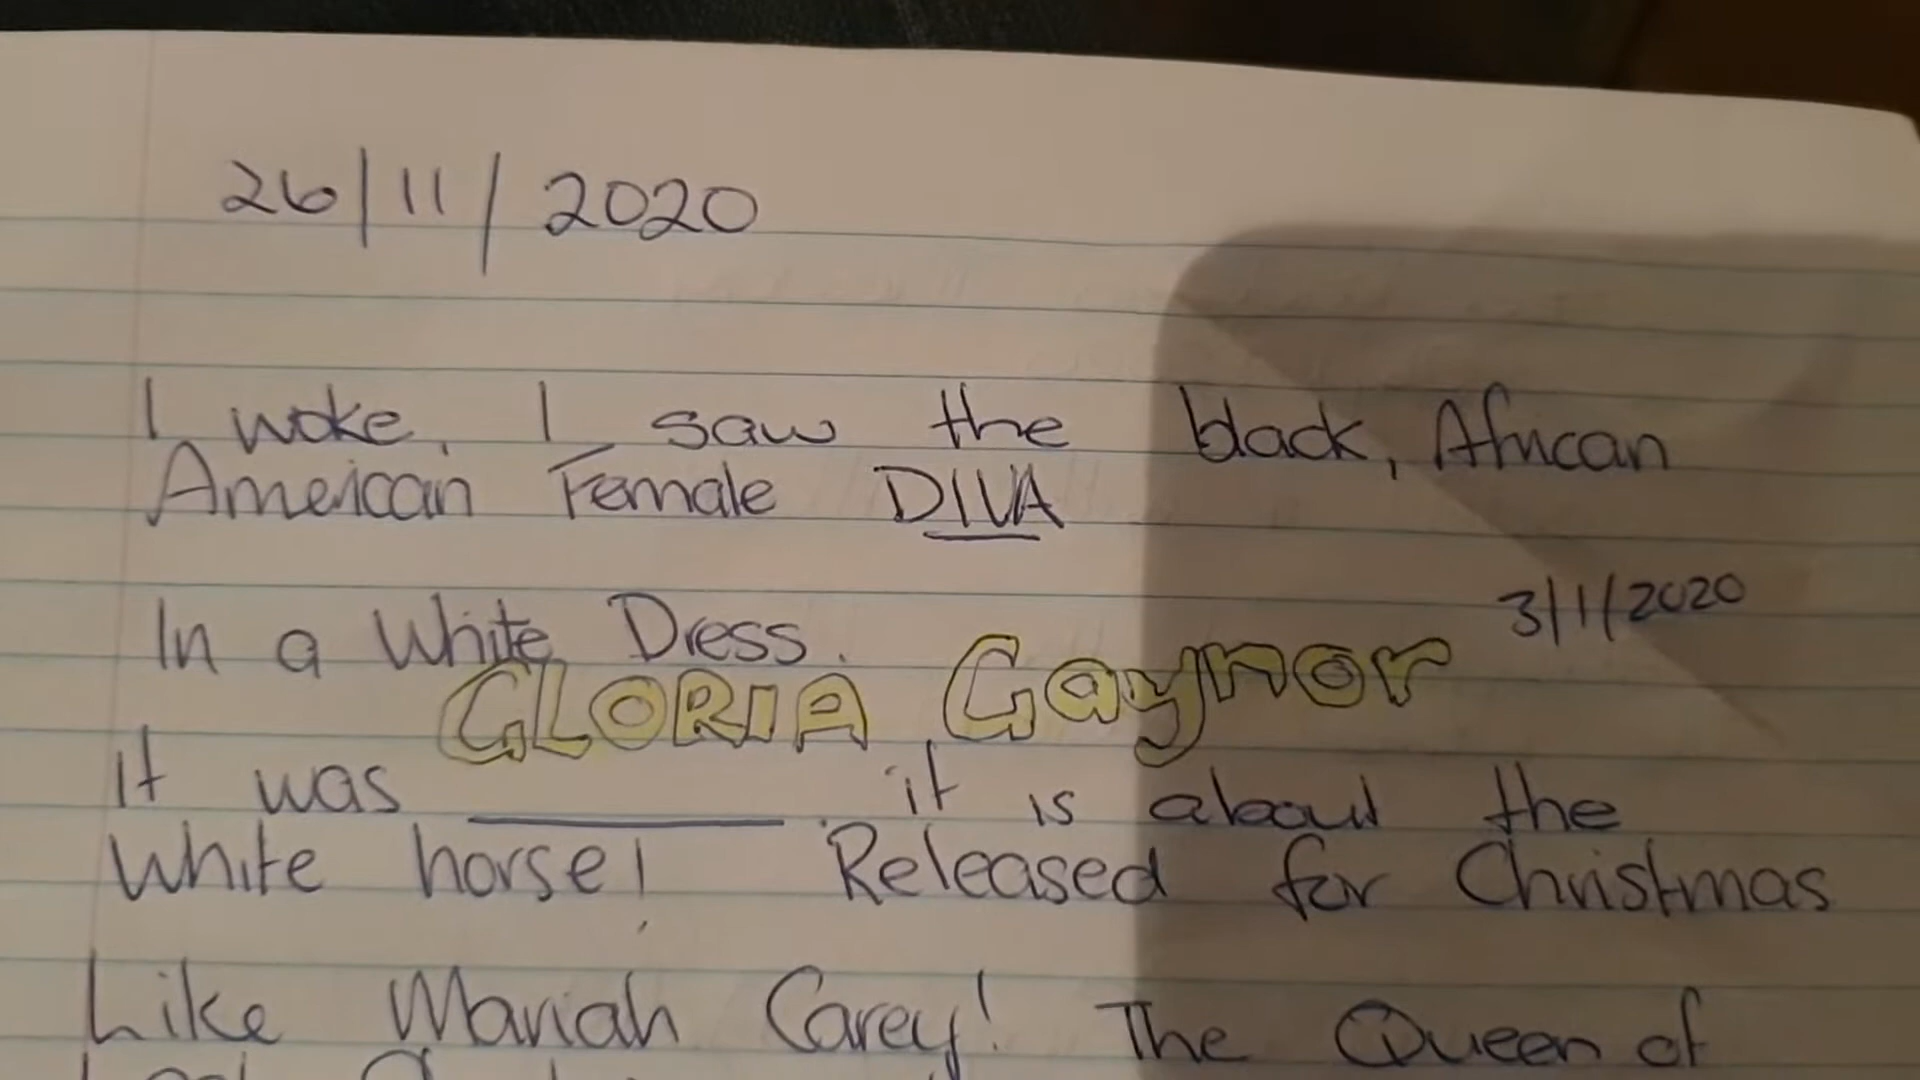 26/11/2020
I woke. I saw the black, African
American Female DIVA
3/1/2020
In a White Dress.
GLORIA Gaynor
it was ________ it is about the
White horse! Released for Christmas
Like Mariah Carey! The Queen of